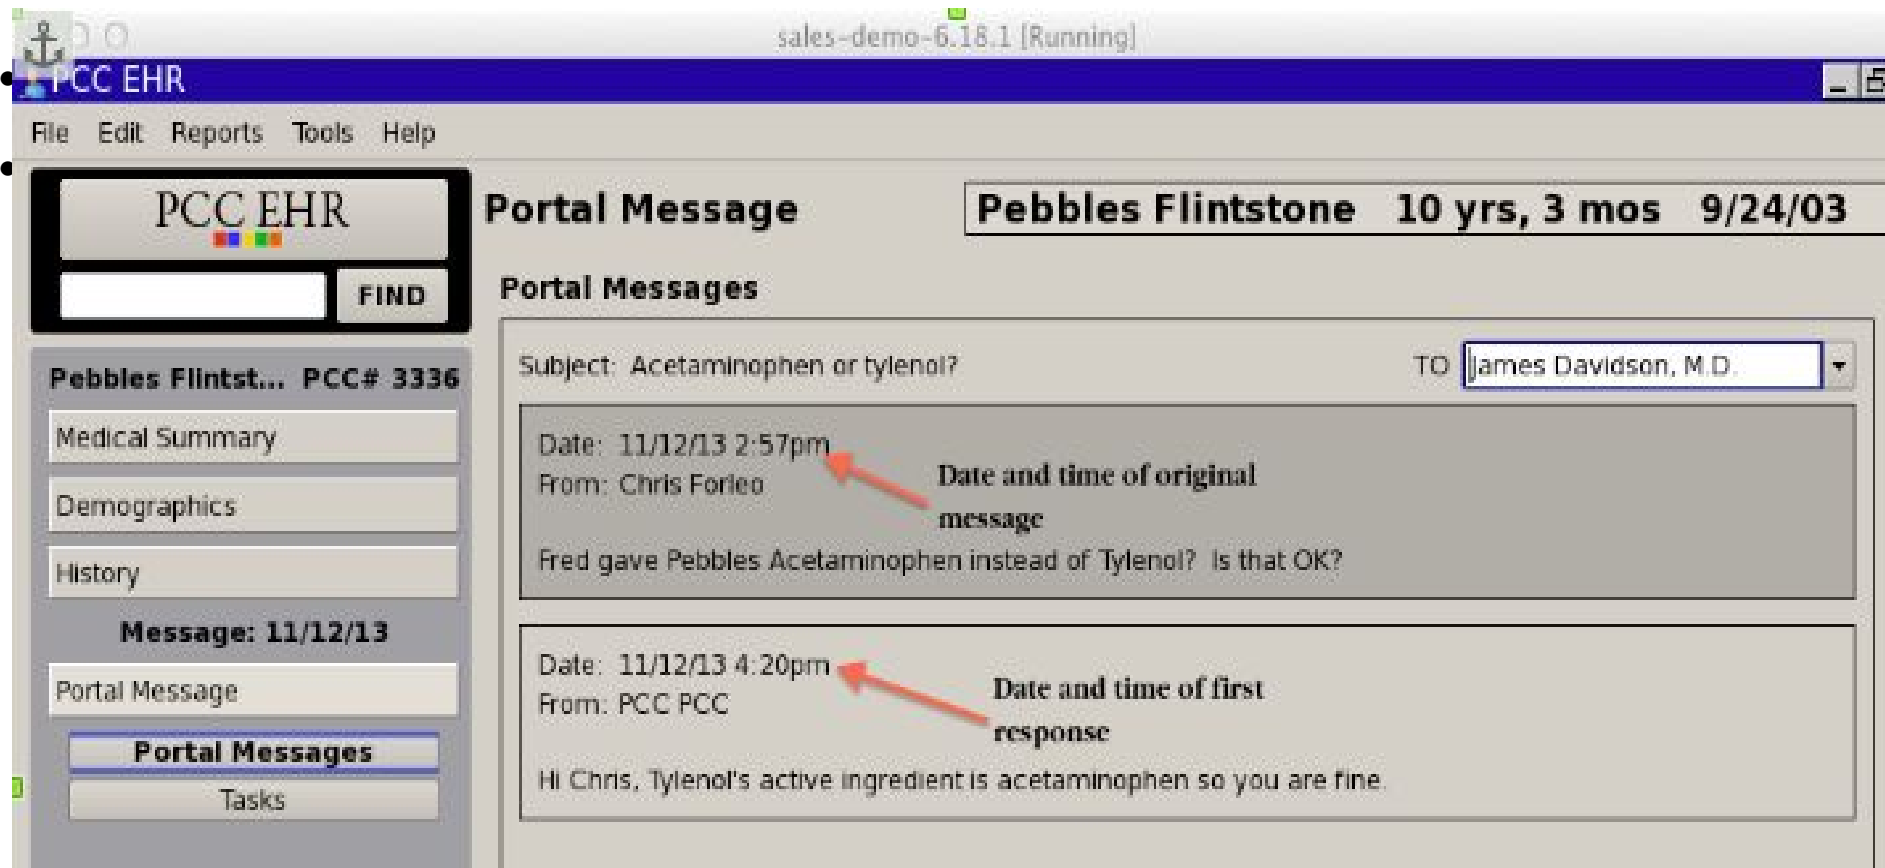 sales-demo-6.18.1 [Running]
PCC EHR
File Edit Reports Tools Help
PCC EHR
FIND
Portal Message
Pebbles Flintstone 10 yrs, 3 mos 9/24/03
Pebbles Flintst... PCC# 3336
Medical Summary
Demographics
History
Message: 11/12/13
Portal Message
Portal Messages
Tasks
Portal Messages
Subject: Acetaminophen or tylenol?
TO James Davidson, M.D.
Date: 11/12/13 2:57pm
From: Chris Forleo
Date and time of original
message
Fred gave Pebbles Acetaminophen instead of Tylenol? Is that OK?
Date: 11/12/13 4:20pm
From: PCC PCC
Date and time of first
response
Hi Chris, Tylenol's active ingredient is acetaminophen so you are fine.